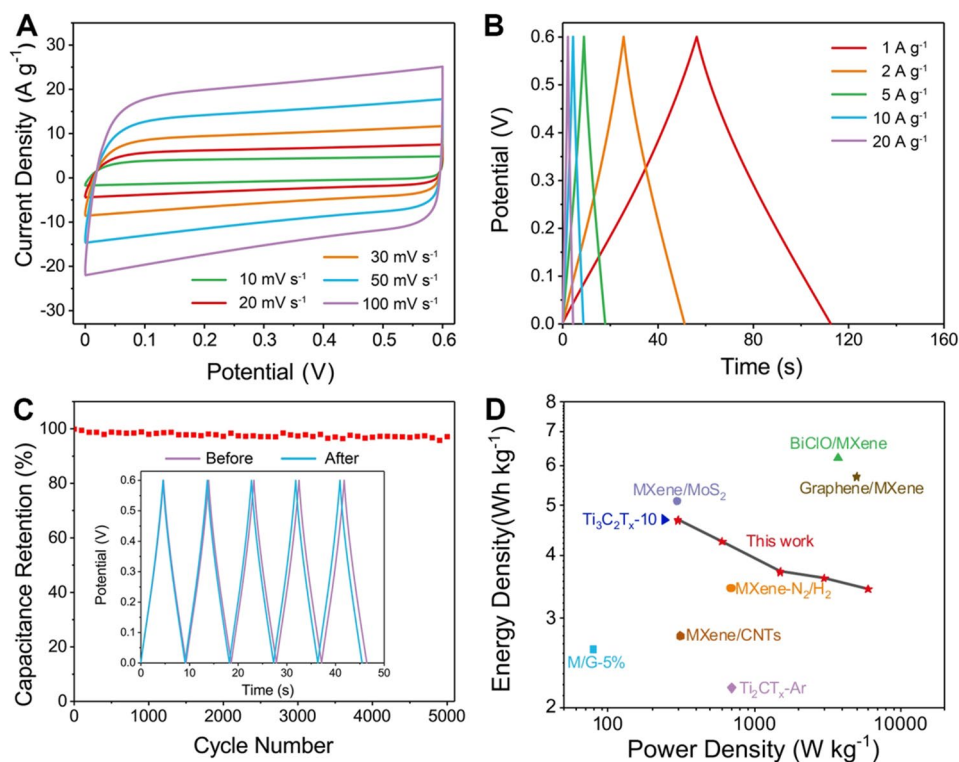 A
Current Density (A g⁻¹)
30
20
10
0
-10
-20
-30
10 mV s⁻¹
20 mV s⁻¹
30 mV s⁻¹
50 mV s⁻¹
100 mV s⁻¹
0 0.1 0.2 0.3 0.4 0.5 0.6
Potential (V)
B
Potential (V)
0.6
0.5
0.4
0.3
0.2
0.1
0.0
1 A g⁻¹
2 A g⁻¹
5 A g⁻¹
10 A g⁻¹
20 A g⁻¹
0 40 80 120 160
Time (s)
C
Capacitance Retention (%)
100
80
60
40
20
0
Before After
Potential (V)
0.6
0.4
0.2
0.0
0 10 20 30 40 50
Time (s)
0 1000 2000 3000 4000 5000
Cycle Number
D
Energy Density(Wh kg⁻¹)
8
7
6
5
4
3
2
BiClO/MXene
Graphene/MXene
MXene/MoS₂
Ti₃C₂Tₓ-10
This work
MXene-N₂/H₂
MXene/CNTs
M/G-5%
Ti₂CTₓ-Ar
100 1000 10000
Power Density (W kg⁻¹)